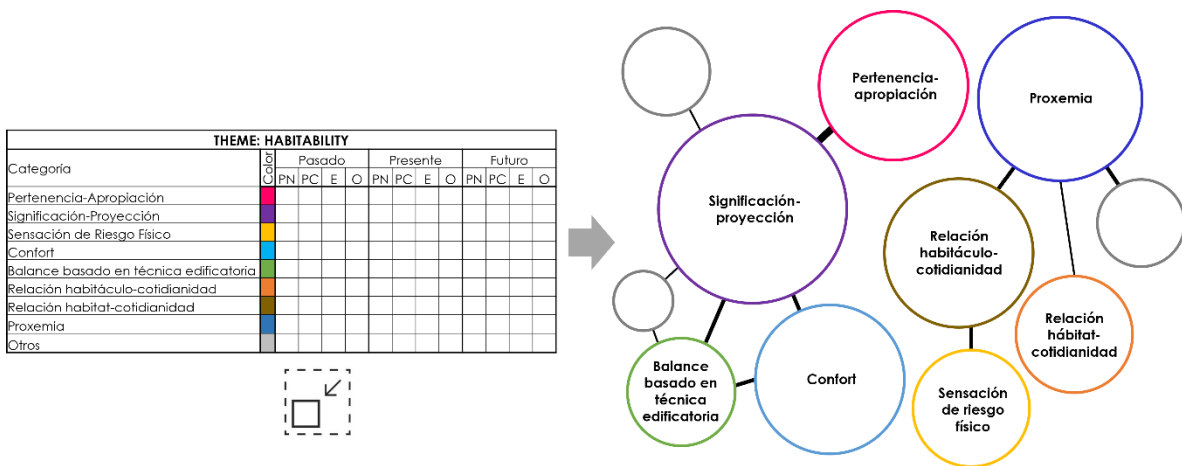 THEME: HABITABILITY
Categoría
Color
Pasado
Presente
Futuro
PN PC E O PN PC E O PN PC E O
Pertenencia-Apropiación
Significación-Proyección
Sensación de Riesgo Físico
Confort
Balance basado en técnica edificatoria
Relación habitáculo-cotidianidad
Relación habitat-cotidianidad
Proxemia
Otros
Pertenencia-
apropiación
Proxemia
Significación-
proyección
Relación
habitáculo-
cotidianidad
Relación
hábitat-
cotidianidad
Balance
basado en
técnica
edificatoria
Confort
Sensación
de riesgo
físico